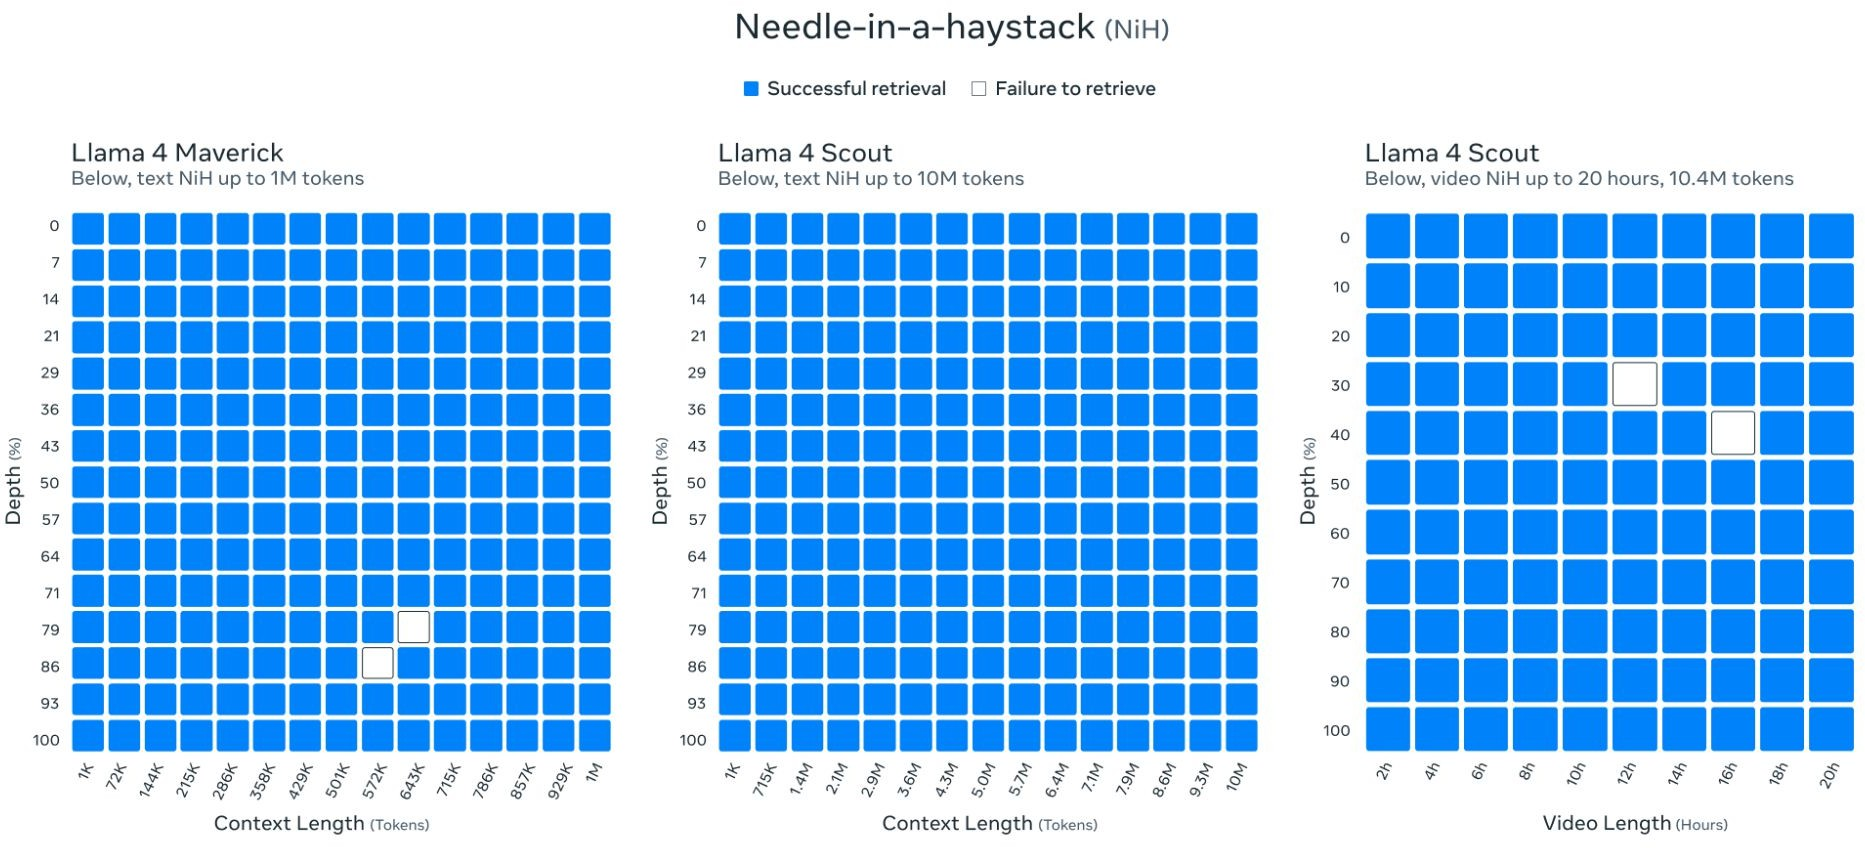 Needle-in-a-haystack (NiH)
Successful retrieval Failure to retrieve
Llama 4 Maverick
Below, text NiH up to 1M tokens
Depth (%)
0
7
14
21
29
36
43
50
57
64
71
79
86
93
100
1K 72K 144K 215K 286K 358K 429K 501K 572K 643K 715K 786K 857K 929K 1M
Context Length (Tokens)
Llama 4 Scout
Below, text NiH up to 10M tokens
Depth (%)
0
7
14
21
29
36
43
50
57
64
71
79
86
93
100
1K 715K 1.4M 2.1M 2.9M 3.6M 4.3M 5.0M 5.7M 6.4M 7.1M 7.9M 8.6M 9.3M 10M
Context Length (Tokens)
Llama 4 Scout
Below, video NiH up to 20 hours, 10.4M tokens
Depth (%)
0
10
20
30
40
50
60
70
80
90
100
2h 4h 6h 8h 10h 12h 14h 16h 18h 20h
Video Length (Hours)